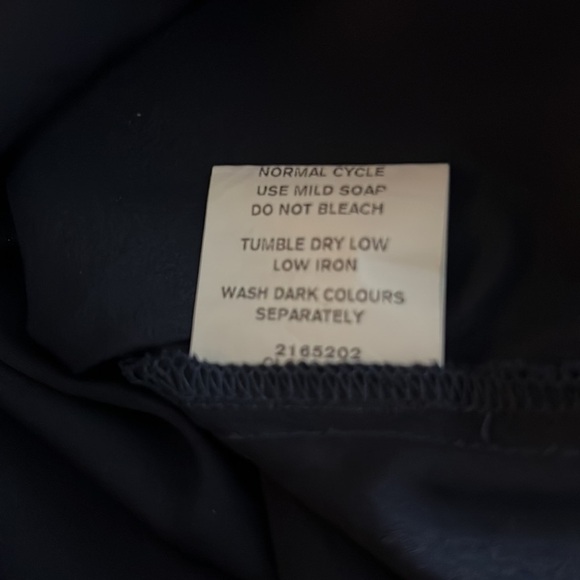 NORMAL CYCLE
USE MILD SOAP
DO NOT BLEACH
TUMBLE DRY LOW
LOW IRON
WASH DARK COLOURS
SEPARATELY
2165202